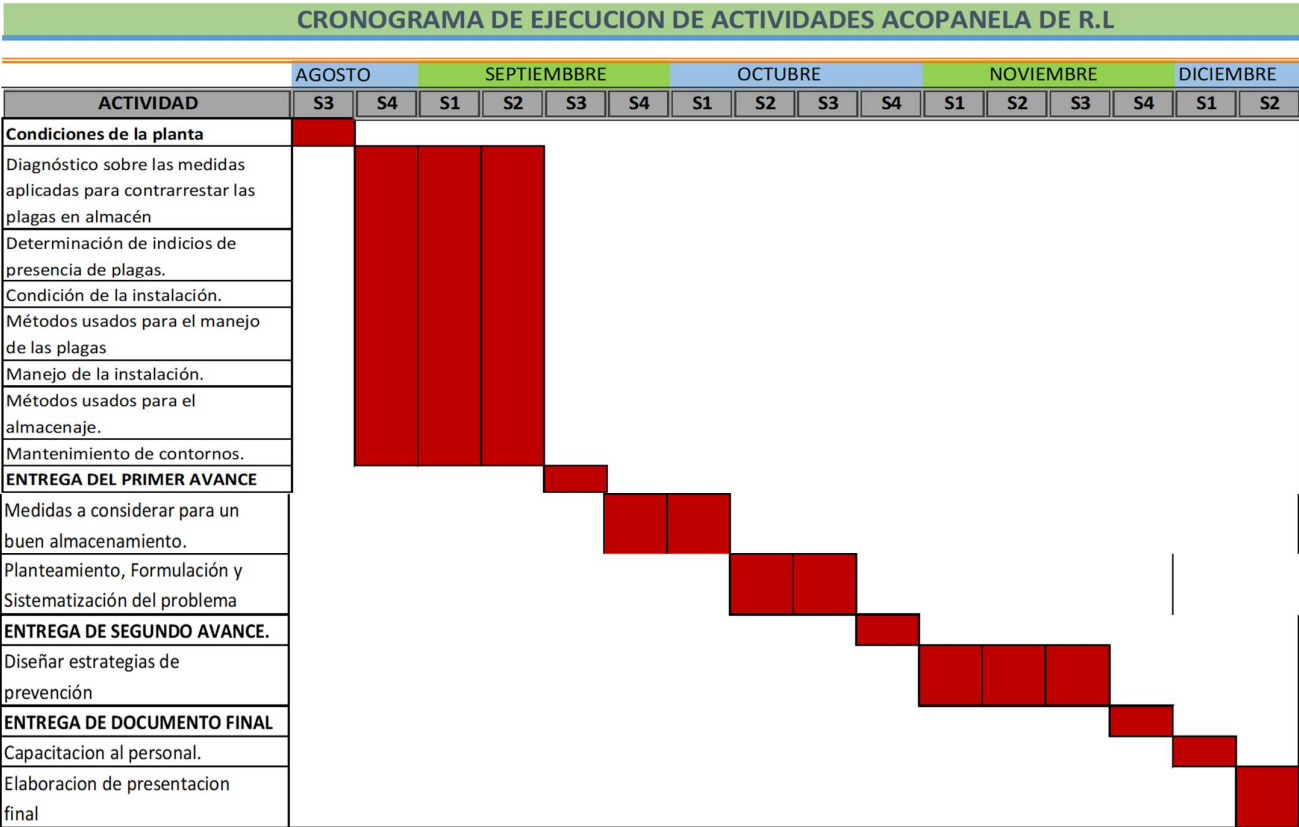 CRONOGRAMA DE EJECUCION DE ACTIVIDADES ACOPANELA DE R.L
AGOSTO SEPTIEMBBRE OCTUBRE NOVIEMBRE DICIEMBRE
ACTIVIDAD S3 S4 S1 S2 S3 S4 S1 S2 S3 S4 S1 S2 S3 S4 S1 S2
Condiciones de la planta
Diagnóstico sobre las medidas
aplicadas para contrarrestar las
plagas en almacén
Determinación de indicios de
presencia de plagas.
Condición de la instalación.
Métodos usados para el manejo
de las plagas
Manejo de la instalación.
Métodos usados para el
almacenaje.
Mantenimiento de contornos.
ENTREGA DEL PRIMER AVANCE
Medidas a considerar para un
buen almacenamiento.
Planteamiento, Formulación y
Sistematización del problema
ENTREGA DE SEGUNDO AVANCE.
Diseñar estrategias de
prevención
ENTREGA DE DOCUMENTO FINAL
Capacitacion al personal.
Elaboracion de presentacion
final